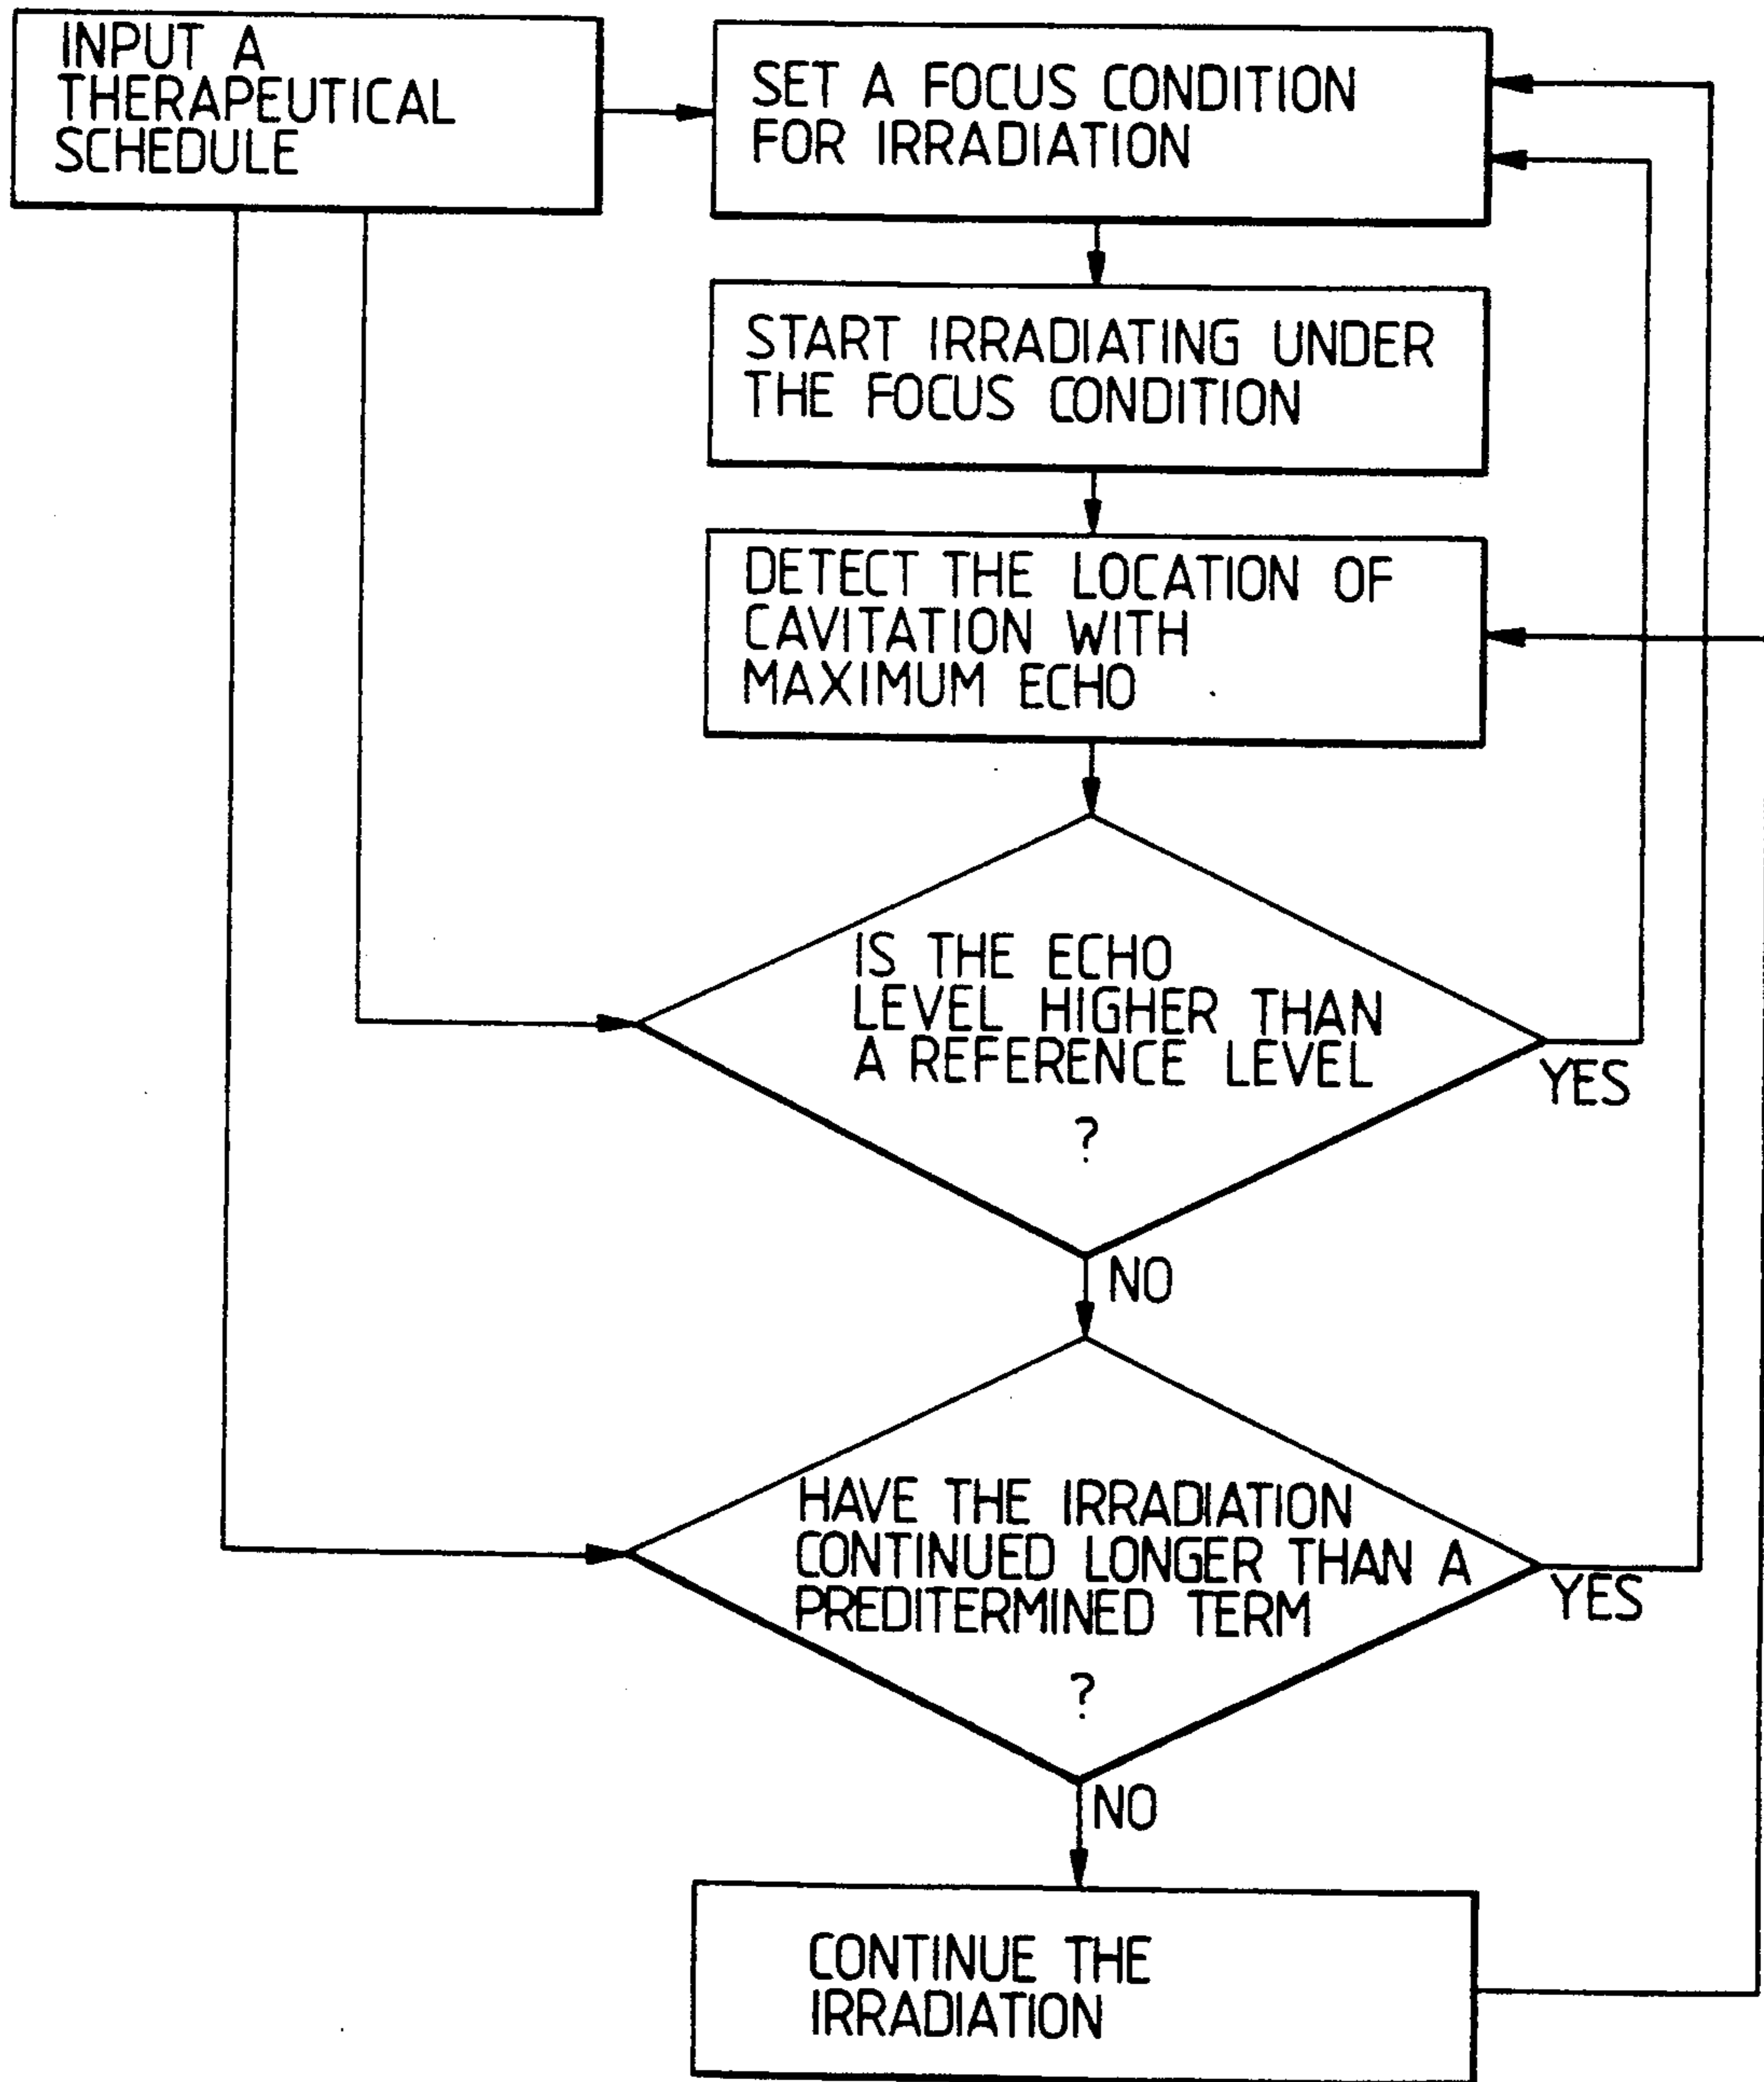 INPUT A
THERAPEUTICAL
SCHEDULE
SET A FOCUS CONDITION
FOR IRRADIATION
START IRRADIATING UNDER
THE FOCUS CONDITION
DETECT THE LOCATION OF
CAVITATION WITH
MAXIMUM ECHO
IS THE ECHO
LEVEL HIGHER THAN
A REFERENCE LEVEL
?
YES
NO
HAVE THE IRRADIATION
CONTINUED LONGER THAN A
PREDITERMINED TERM
?
YES
NO
CONTINUE THE
IRRADIATION